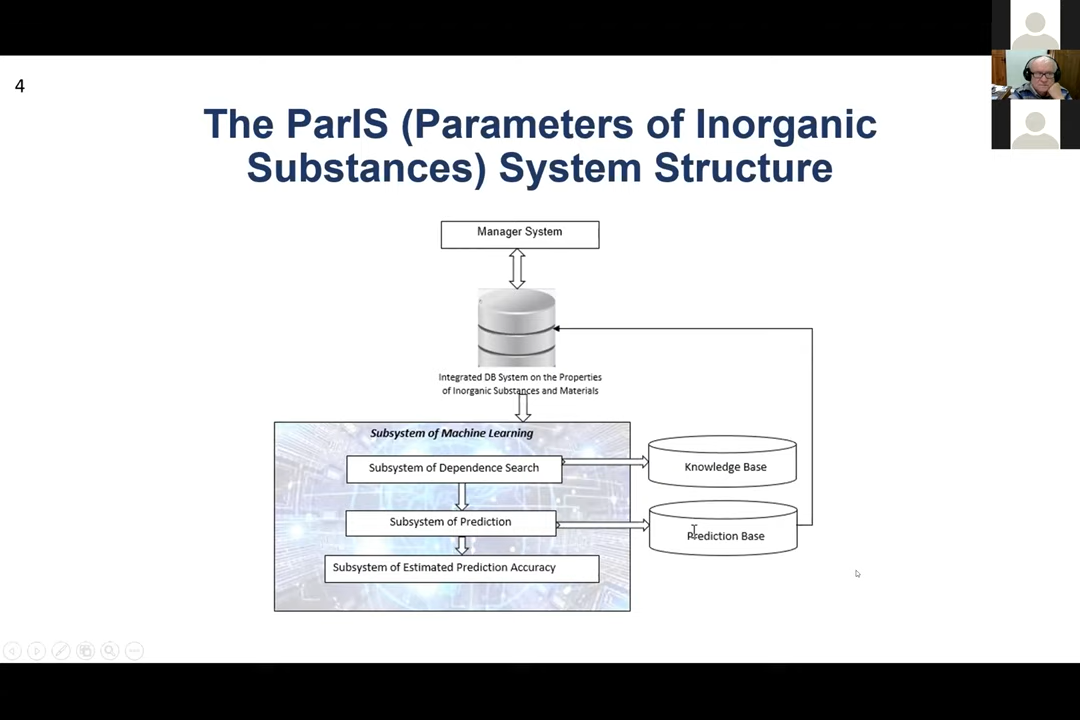 4
The ParIS (Parameters of Inorganic
Substances) System Structure
Manager System
Integrated DB System on the Properties
of Inorganic Substances and Materials
Subsystem of Machine Learning
Subsystem of Dependence Search
Knowledge Base
Subsystem of Prediction
Prediction Base
Subsystem of Estimated Prediction Accuracy